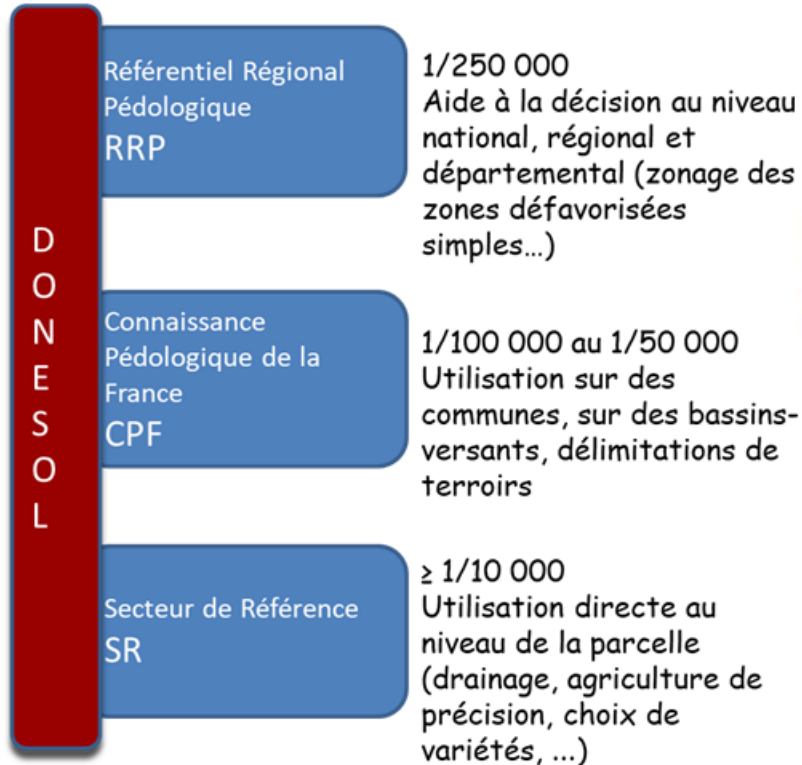 DONESOL
Référentiel Régional
Pédologique
RRP
1/250 000
Aide à la décision au niveau
national, régional et
départemental (zonage des
zones défavorisées
simples…)
Connaissance
Pédologique de la
France
CPF
1/100 000 au 1/50 000
Utilisation sur des
communes, sur des bassins-
versants, délimitations de
terroirs
Secteur de Référence
SR
≥ 1/10 000
Utilisation directe au
niveau de la parcelle
(drainage, agriculture de
précision, choix de
variétés, ...)